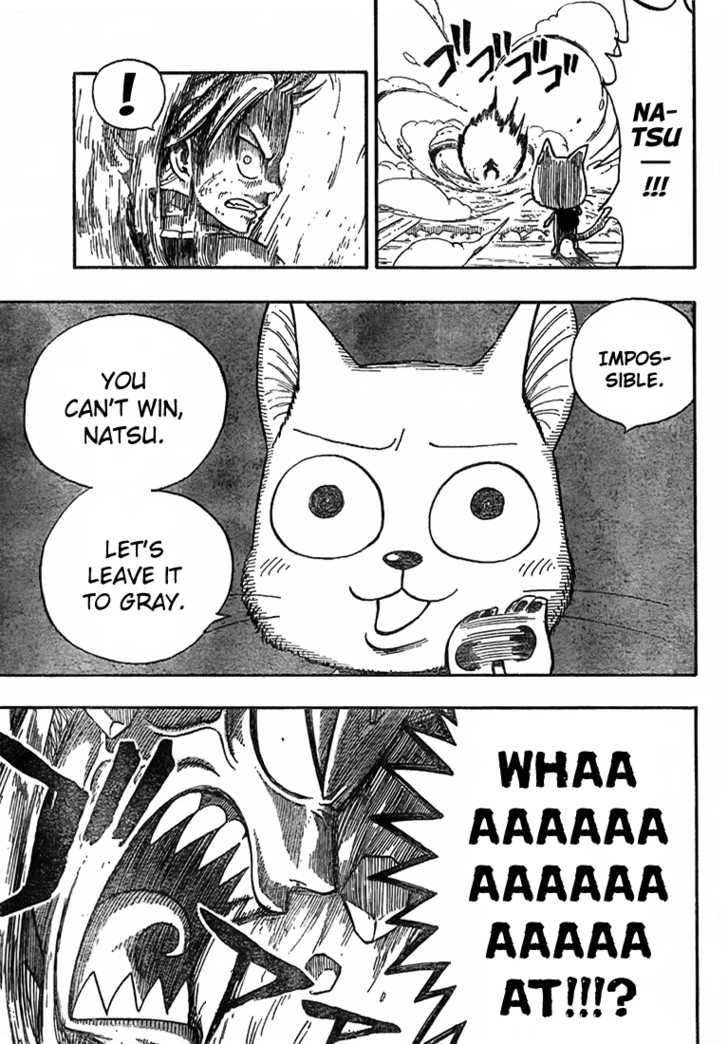 ゴゴゴゴ
NA-
TSU
—
!!!
!
IMPOS-
SIBLE.
YOU
CAN'T WIN,
NATSU.
LET'S
LEAVE IT
TO GRAY.
WHAA
AAAAAA
AAAAAA
AAAAA
AT!!!?